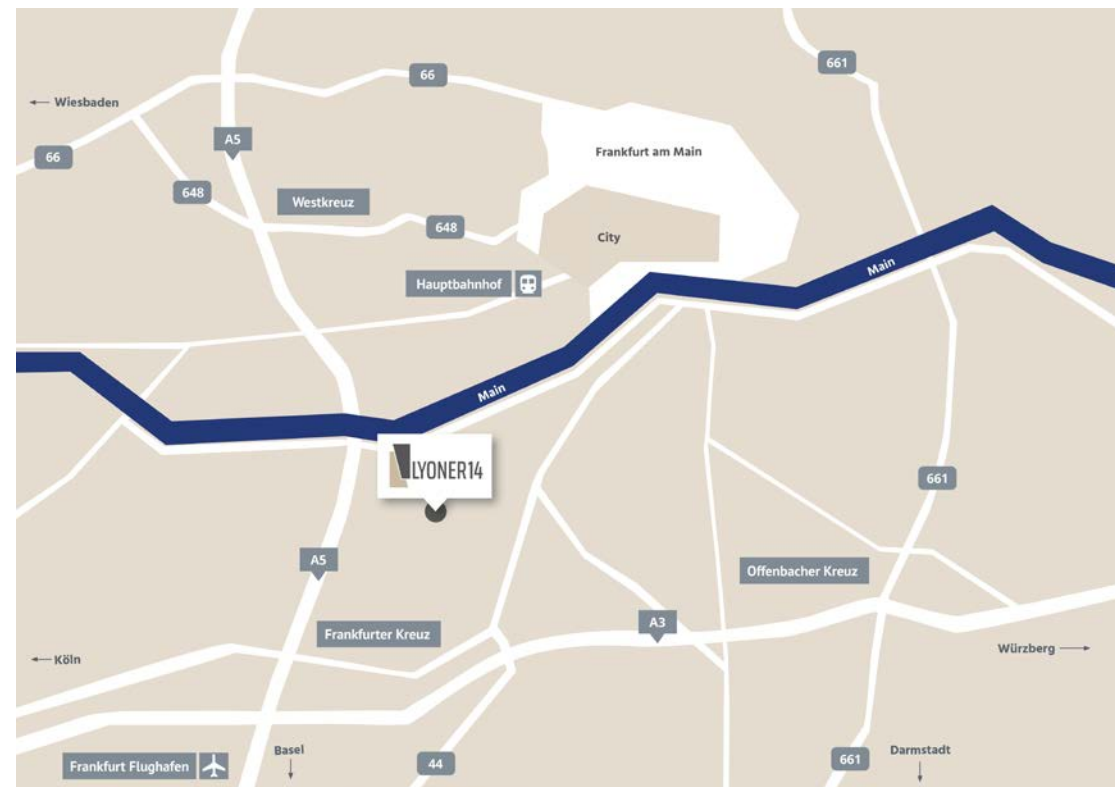 661
66
Wiesbaden
A5
Frankfurt am Main
66
648
Westkreuz
648
City
Hauptbahnhof
Main
Main
LYONER14
661
A5
Offenbacher Kreuz
A3
Frankfurter Kreuz
Würzberg
Köln
Basel
Darmstadt
Frankfurt Flughafen
44
661